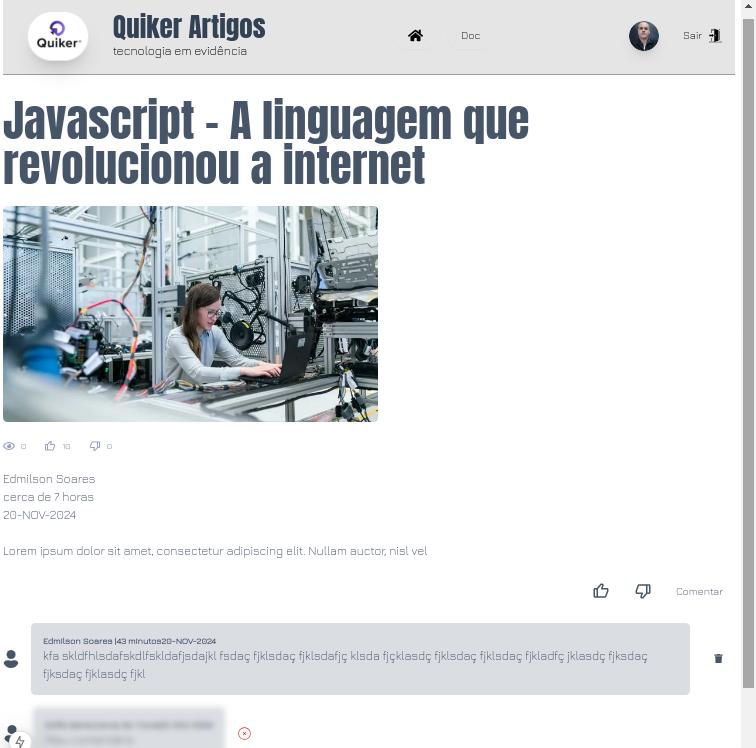 Quiker
Quiker Artigos
tecnologia em evidência
Doc
Sair
Javascript - A linguagem que
revolucionou a internet
0 10 0
Edmilson Soares
cerca de 7 horas
20-NOV-2024
Lorem ipsum dolor sit amet, consectetur adipiscing elit. Nullam auctor, nisl vel
Comentar
Edmilson Soares |43 minutos20-NOV-2024
kfa skldfhlsdafskdlfskldafjsdajkl fsdaç fjklsdaç fjklsdafjç klsda fjçklasdç fjklsdaç fjklsdaç fjkladfç jklasdç fjksdaç
fjksdaç fjklasdç fjkl